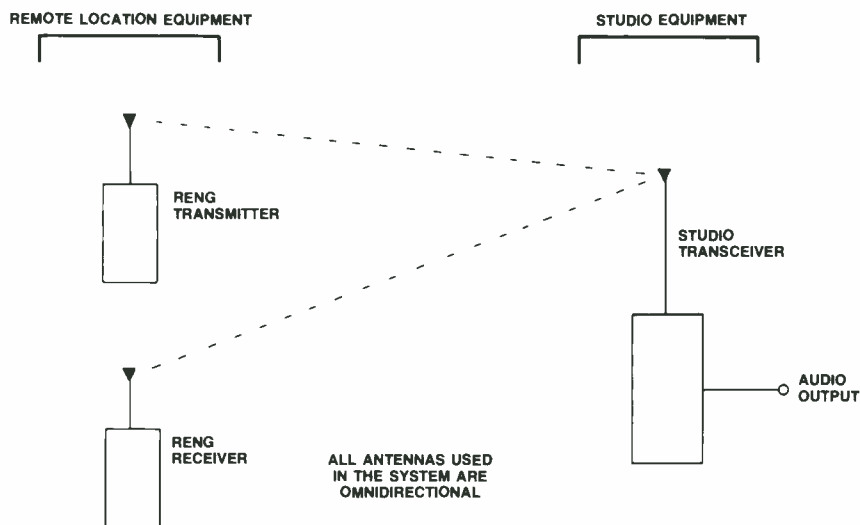 REMOTE LOCATION EQUIPMENT
STUDIO EQUIPMENT
RENG
TRANSMITTER
STUDIO
TRANSCEIVER
AUDIO
OUTPUT
RENG
RECEIVER
ALL ANTENNAS USED
IN THE SYSTEM ARE
OMNIDIRECTIONAL